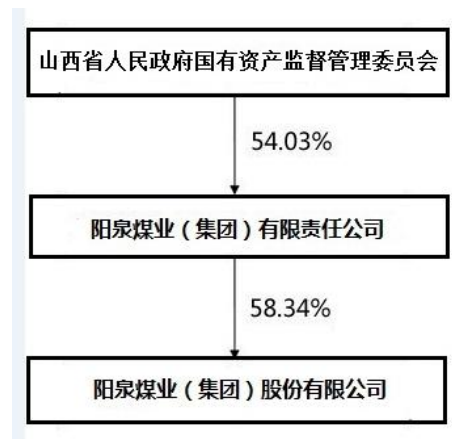 山西省人民政府国有资产监督管理委员会
54.03%
阳泉煤业（集团）有限责任公司
58.34%
阳泉煤业（集团）股份有限公司